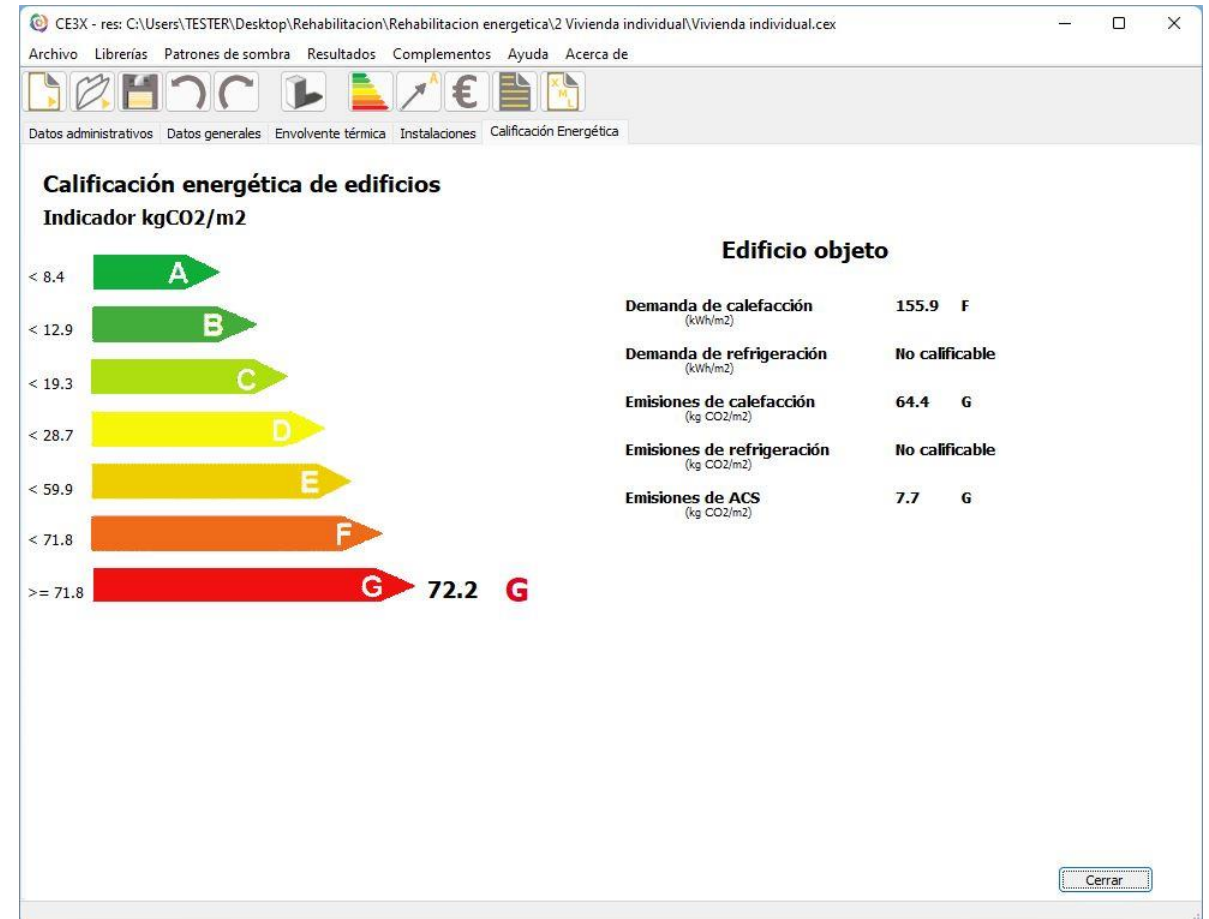 CE3X - res: C:\Users\TESTER\Desktop\Rehabilitacion\Rehabilitacion energetica\2 Vivienda individual\Vivienda individual.cex
Archivo Librerías Patrones de sombra Resultados Complementos Ayuda Acerca de
A € X M L
Datos administrativos Datos generales Envolvente térmica Instalaciones Calificación Energética
Calificación energética de edificios
Indicador kgCO2/m2
Edificio objeto
< 8.4 A
< 12.9 B
< 19.3 C
< 28.7 D
< 59.9 E
< 71.8 F
>= 71.8 G 72.2 G
Demanda de calefacción 155.9 F
(kWh/m2)
Demanda de refrigeración No calificable
(kWh/m2)
Emisiones de calefacción 64.4 G
(kg CO2/m2)
Emisiones de refrigeración No calificable
(kg CO2/m2)
Emisiones de ACS 7.7 G
(kg CO2/m2)
Cerrar